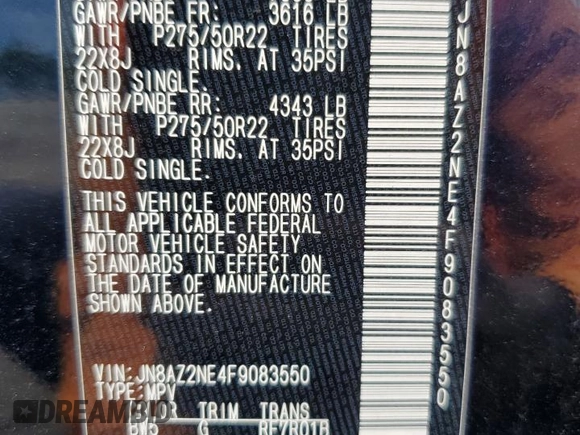 GAWR/PNBE FR: 3616 LB
WITH P275/50R22 TIRES
22X8J RIMS. AT 35PSI
COLD SINGLE.
GAWR/PNBE RR: 4343 LB
WITH P275/50R22 TIRES
22X8J RIMS. AT 35PSI
COLD SINGLE.
THIS VEHICLE CONFORMS TO
ALL APPLICABLE FEDERAL
MOTOR VEHICLE SAFETY
STANDARDS IN EFFECT ON
THE DATE OF MANUFACTURE
SHOWN ABOVE.
VIN:JN8AZ2NE4F9083550
TYPE:MPV
TRIM TRANS
BW5 G RE7R01B
JN8AZ2NE4F9083550
DREAMBID